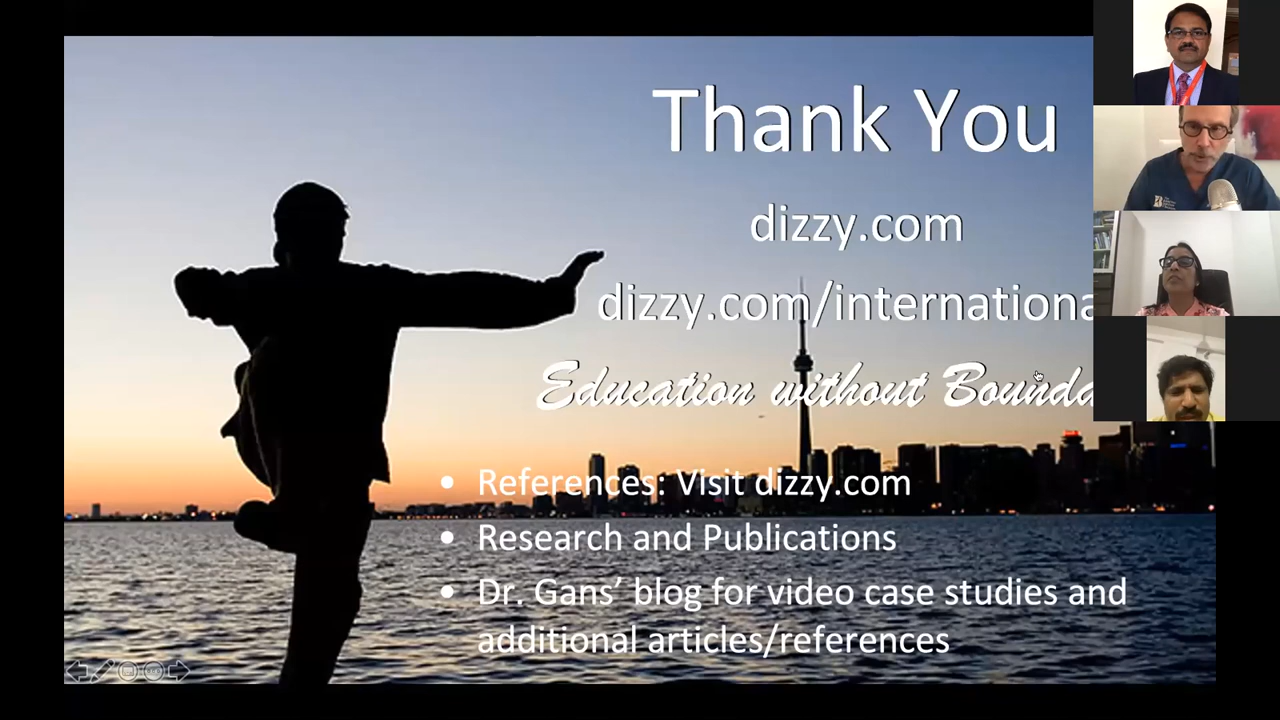 Thank You
dizzy.com
dizzy.com/internationa
Education without Bounda
• References: Visit dizzy.com
• Research and Publications
• Dr. Gans’ blog for video case studies and
additional articles/references